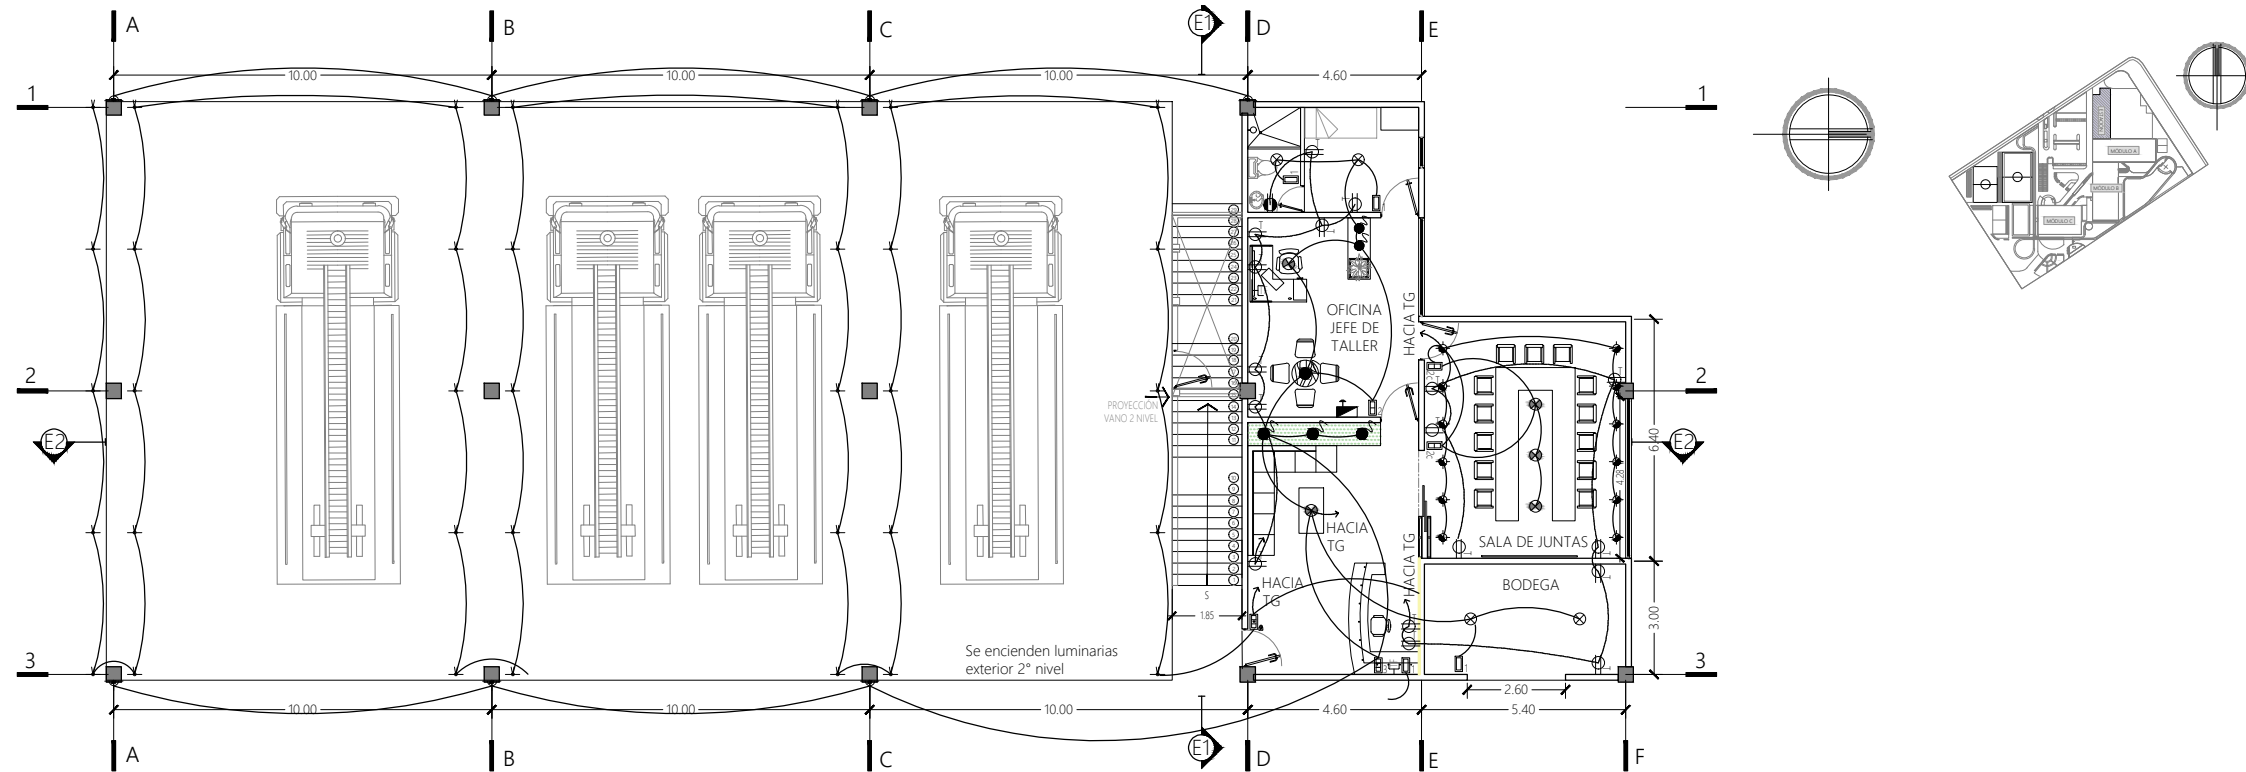 A
B
C
E1
D
E
10.00
10.00
10.00
4.60
1
1
MÓDULO A
MÓDULO B
MÓDULO C
OFICINA
JEFE DE
TALLER
HACIA TG
2
2
PROYECCIÓN
VANO 2 NIVEL
E2
E2
6.40
4.28
HACIA
TG
SALA DE JUNTAS
HACIA TG
HACIA
TG
BODEGA
S
1.85
3.00
Se encienden luminarias
exterior 2° nivel
3
3
2.60
10.00
10.00
10.00
4.60
5.40
A
B
C
E1
D
E
F